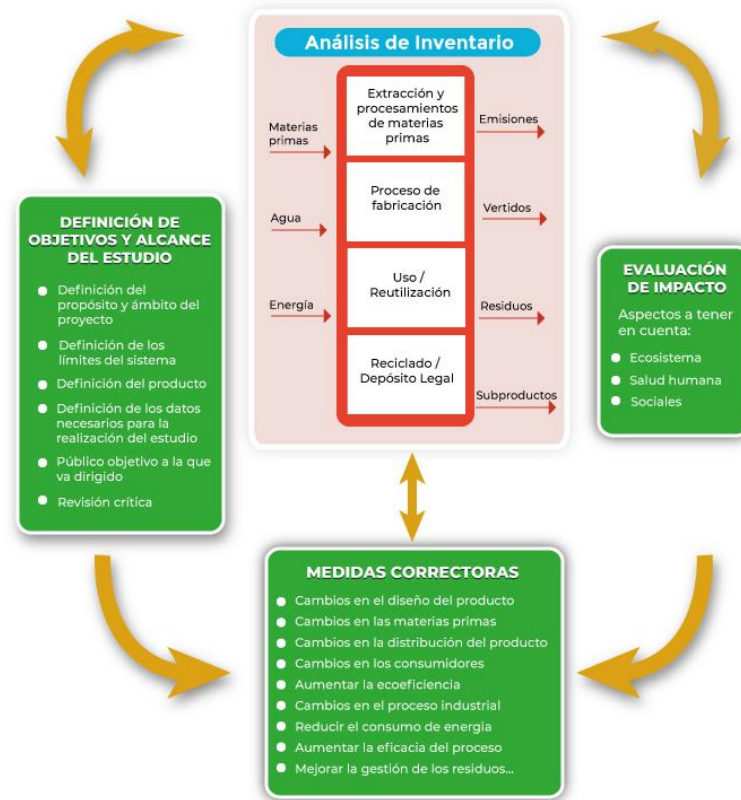 Análisis de Inventario
Materias
primas
Agua
Energía
Extracción y
procesamientos
de materias
primas
Proceso de
fabricación
Uso /
Reutilización
Reciclado /
Depósito Legal
Emisiones
Vertidos
Residuos
Subproductos
DEFINICIÓN DE
OBJETIVOS Y ALCANCE
DEL ESTUDIO
Definición del
propósito y ámbito del
proyecto
Definición de los
límites del sistema
Definición del producto
Definición de los datos
necesarios para la
realización del estudio
Público objetivo a la que
va dirigido
Revisión crítica
EVALUACIÓN
DE IMPACTO
Aspectos a tener
en cuenta:
Ecosistema
Salud humana
Sociales
MEDIDAS CORRECTORAS
Cambios en el diseño del producto
Cambios en las materias primas
Cambios en la distribución del producto
Cambios en los consumidores
Aumentar la ecoeficiencia
Cambios en el proceso industrial
Reducir el consumo de energia
Aumentar la eficacia del proceso
Mejorar la gestión de los residuos...